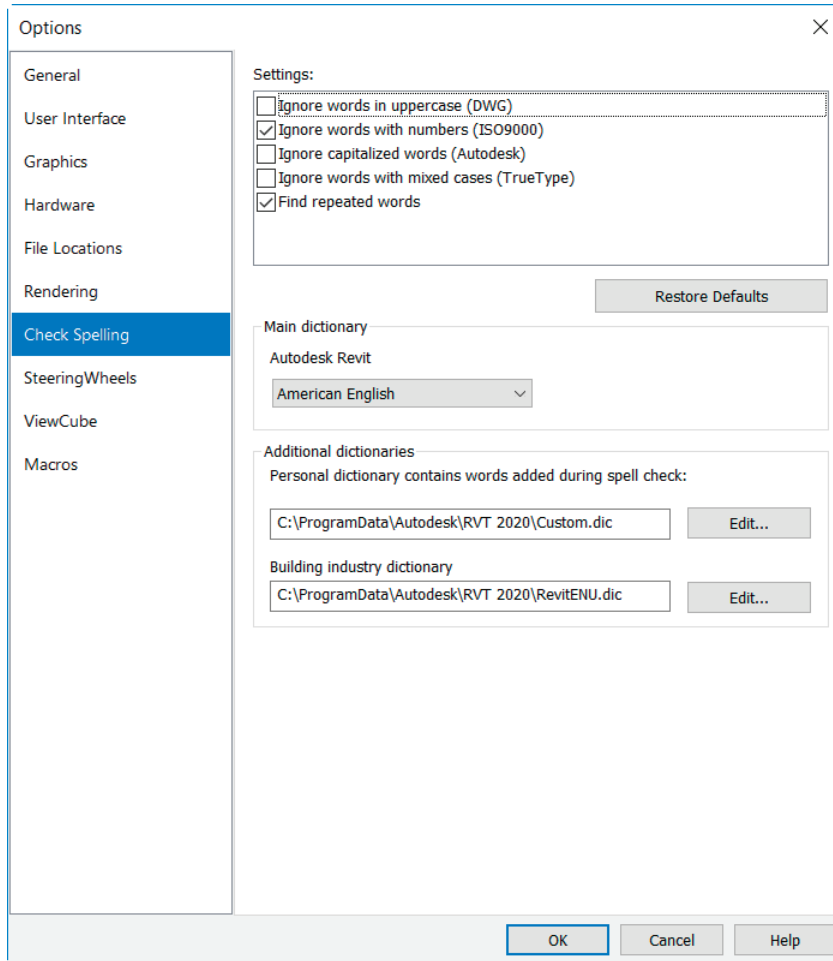 Options
General
User Interface
Graphics
Hardware
File Locations
Rendering
Check Spelling
SteeringWheels
ViewCube
Macros
Settings:
Ignore words in uppercase (DWG)
Ignore words with numbers (ISO9000)
Ignore capitalized words (Autodesk)
Ignore words with mixed cases (TrueType)
Find repeated words
Restore Defaults
Main dictionary
Autodesk Revit
American English
Additional dictionaries
Personal dictionary contains words added during spell check:
C:\ProgramData\Autodesk\RVT 2020\Custom.dic
Edit...
Building industry dictionary
C:\ProgramData\Autodesk\RVT 2020\RevitENU.dic
Edit...
OK
Cancel
Help